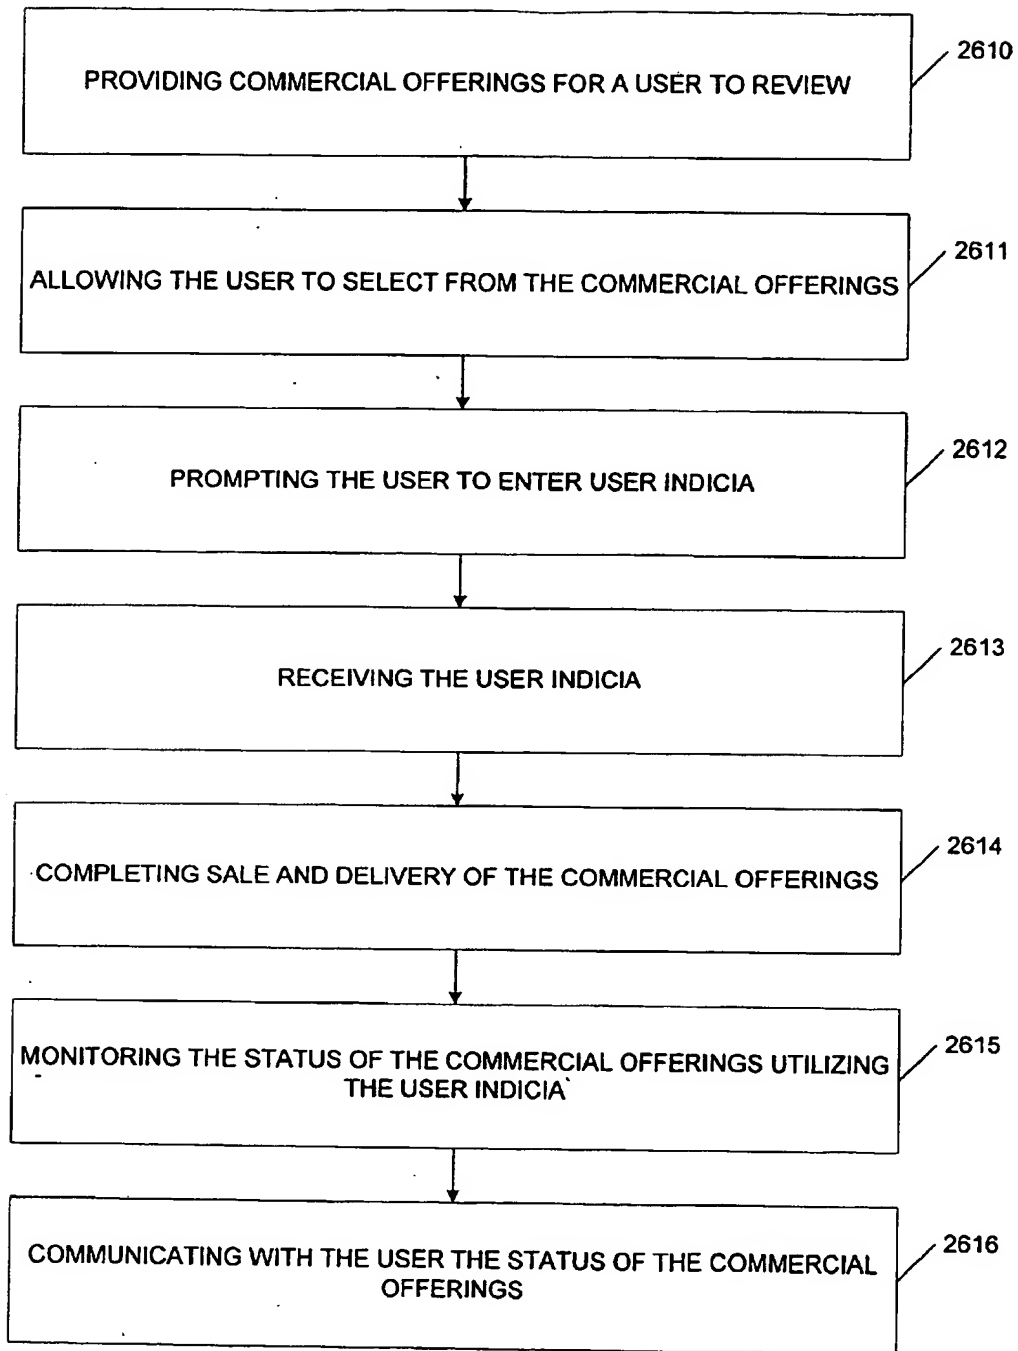 PROVIDING COMMERCIAL OFFERINGS FOR A USER TO REVIEW
2610
ALLOWING THE USER TO SELECT FROM THE COMMERCIAL OFFERINGS
2611
PROMPTING THE USER TO ENTER USER INDICIA
2612
RECEIVING THE USER INDICIA
2613
COMPLETING SALE AND DELIVERY OF THE COMMERCIAL OFFERINGS
2614
MONITORING THE STATUS OF THE COMMERCIAL OFFERINGS UTILIZING
THE USER INDICIA
2615
COMMUNICATING WITH THE USER THE STATUS OF THE COMMERCIAL
OFFERINGS
2616